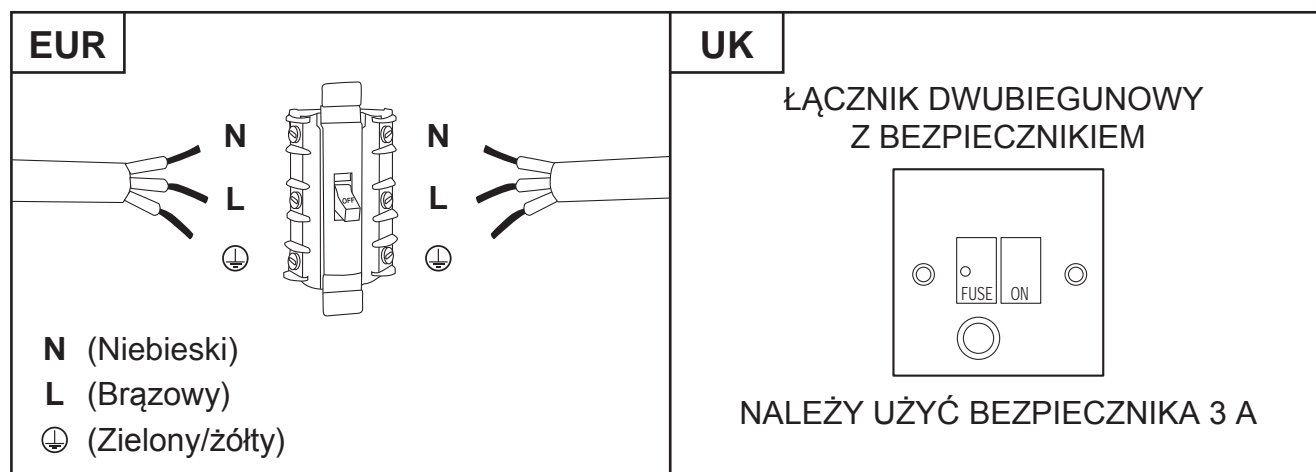 EUR
N
N
L
OFF
L
N (Niebieski)
L (Brązowy)
(Zielony/żółty)
UK
ŁĄCZNIK DWUBIEGUNOWY
Z BEZPIECZNIKIEM
FUSE
ON
NALEŻY UŻYĆ BEZPIECZNIKA 3 A